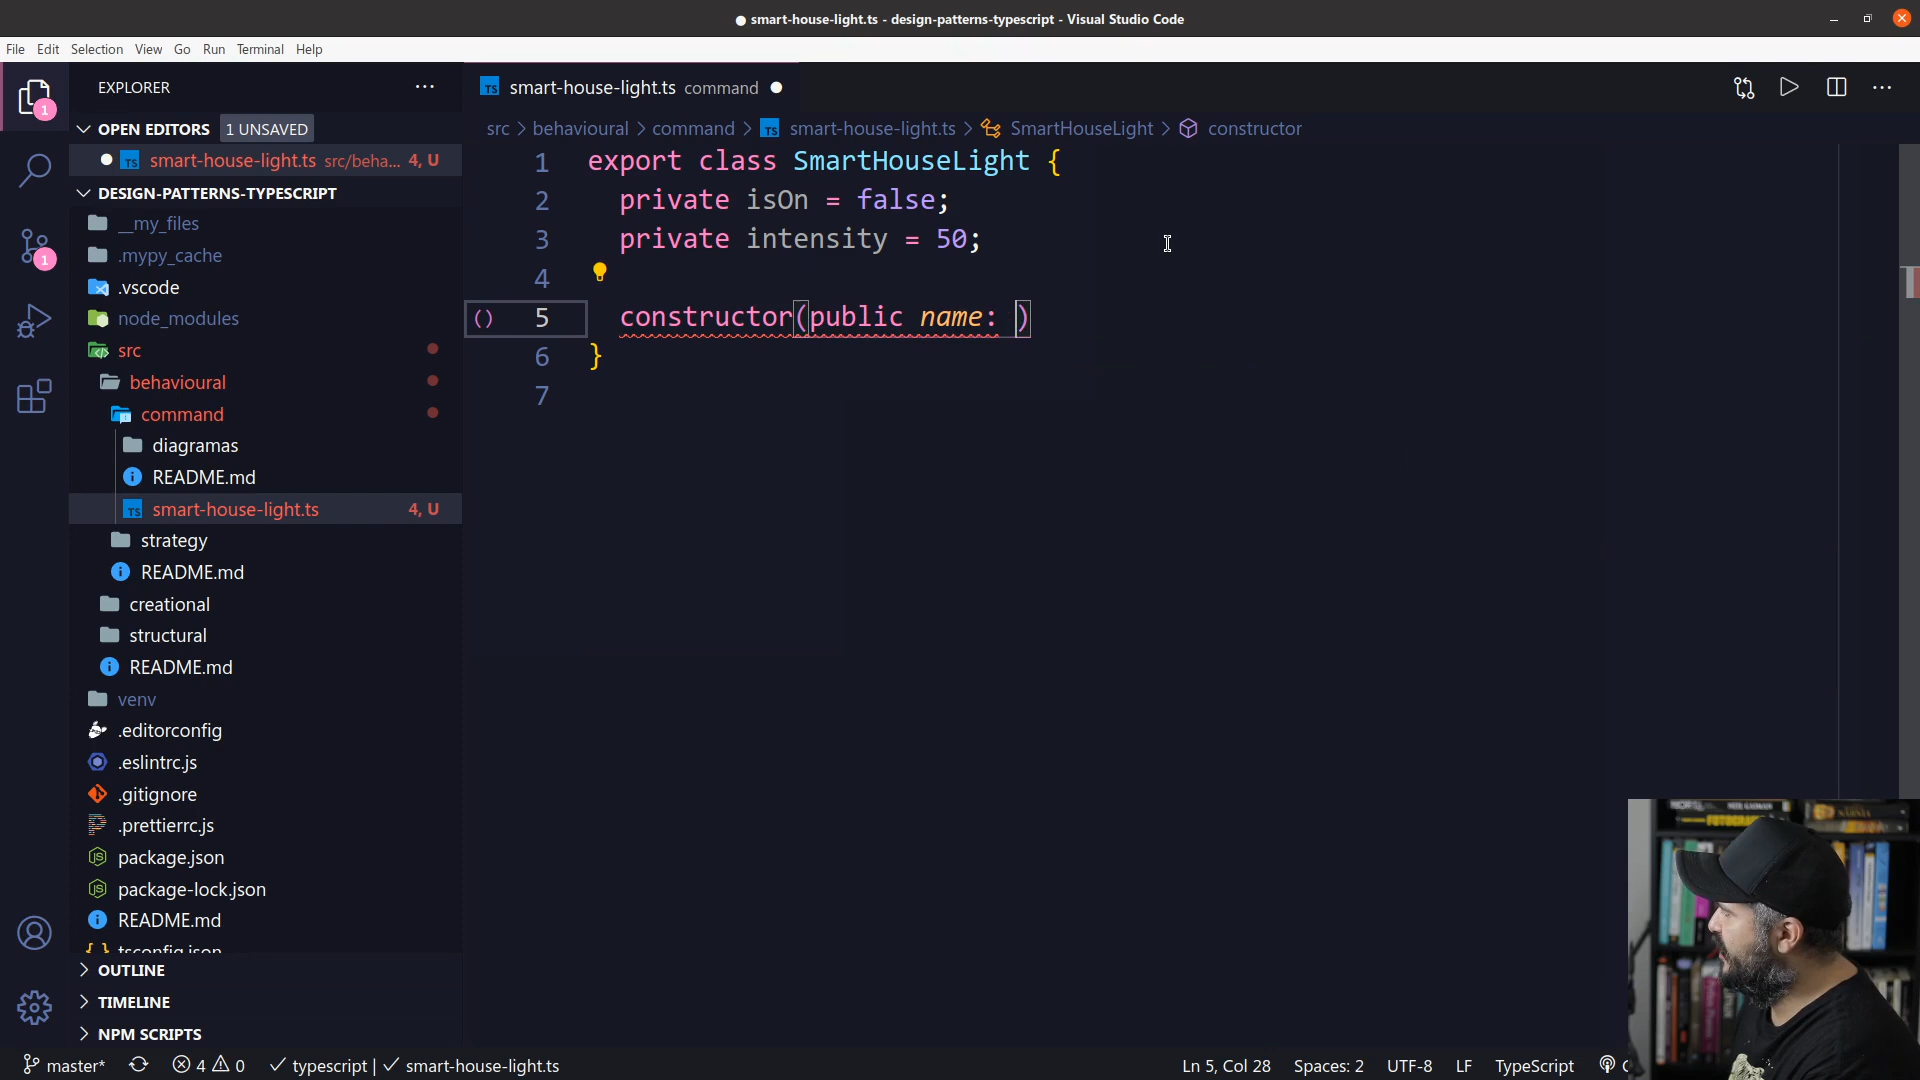 smart-house-light.ts - design-patterns-typescript - Visual Studio Code
File Edit Selection View Go Run Terminal Help
EXPLORER
smart-house-light.ts command
OPEN EDITORS 1 UNSAVED
src > behavioural > command > TS smart-house-light.ts > SmartHouseLight > constructor
TS smart-house-light.ts src/beha... 4, U
DESIGN-PATTERNS-TYPESCRIPT
__my_files
.mypy_cache
.vscode
node_modules
src
behavioural
command
diagramas
README.md
TS smart-house-light.ts 4, U
strategy
README.md
creational
structural
README.md
venv
.editorconfig
.eslintrc.js
.gitignore
.prettierrc.js
package.json
package-lock.json
README.md
tsconfig.json
OUTLINE
TIMELINE
NPM SCRIPTS
1 export class SmartHouseLight {
2 private isOn = false;
3 private intensity = 50;
4
5 constructor(public name: )
6 }
7
master* 4 0 typescript | smart-house-light.ts Ln 5, Col 28 Spaces: 2 UTF-8 LF TypeScript